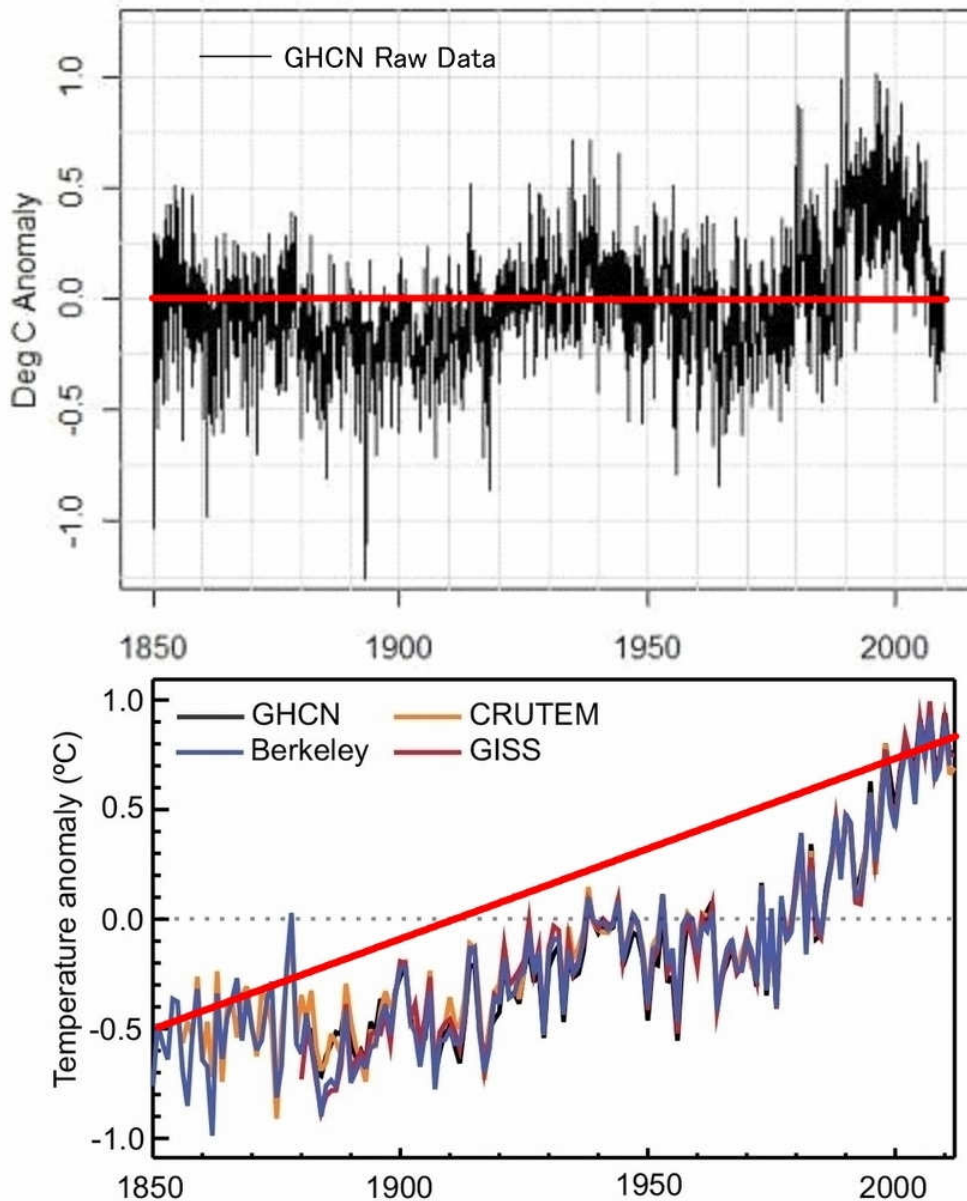 GHCN Raw Data
Deg C Anomaly
1.0
0.5
0.0
-0.5
-1.0
1850 1900 1950 2000
GHCN CRUTEM
Berkeley GISS
Temperature anomaly (ºC)
1.0
0.5
0.0
-0.5
-1.0
1850 1900 1950 2000